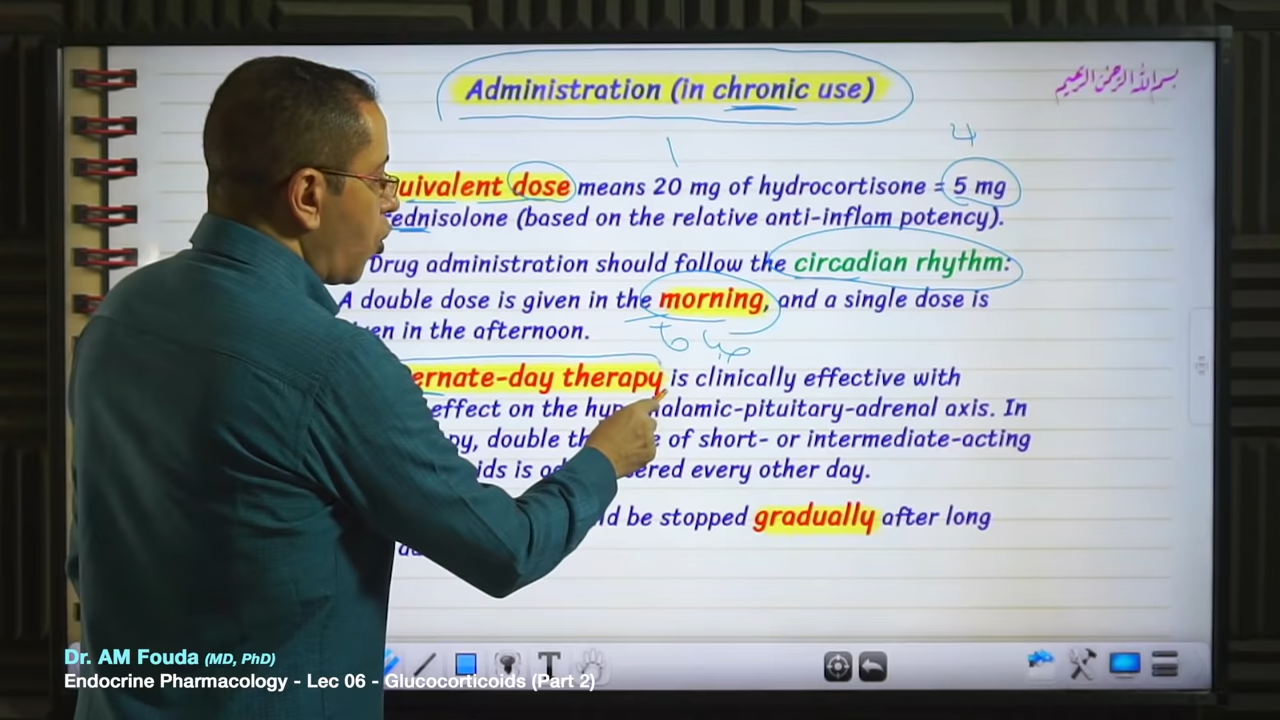 Administration (in chronic use)
بسم الله الرحمن الرحيم
1
4
uivalent dose means 20 mg of hydrocortisone = 5 mg
ednisolone (based on the relative anti-inflam potency).
Drug administration should follow the circadian rhythm:
A double dose is given in the morning, and a single dose is
en in the afternoon.
ernate-day therapy is clinically effective with
effect on the hyp halamic-pituitary-adrenal axis. In
py, double th e of short- or intermediate-acting
ids is ad ered every other day.
ld be stopped gradually after long
T
Dr. AM Fouda (MD, PhD)
Endocrine Pharmacology - Lec 06 - Glucocorticoids (Part 2)